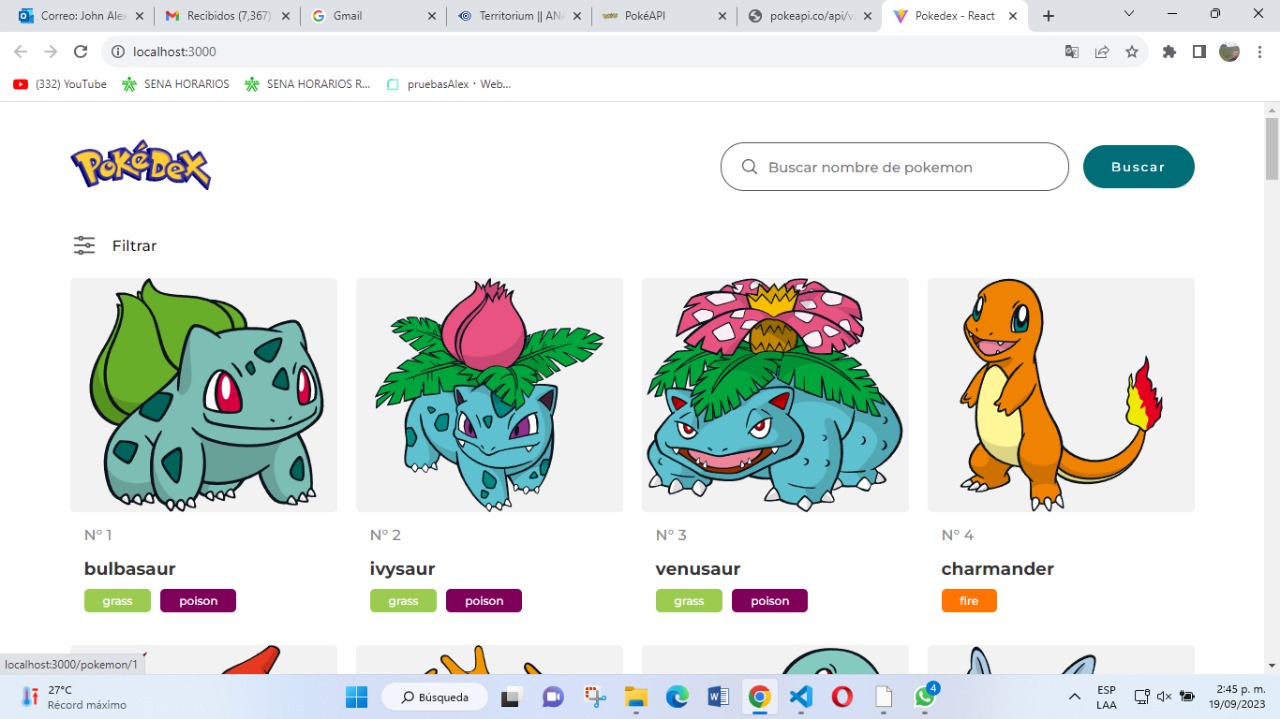 Correo: John Alex
Recibidos (7,367)
Gmail
Territorium || ANA
PokéAPI
pokeapi.co/api/v
Pokedex - React
localhost:3000
(332) YouTube
SENA HORARIOS
SENA HORARIOS R...
pruebasAlex · Web...
POKéDEX
Buscar nombre de pokemon
Buscar
Filtrar
N° 1
N° 2
N° 3
N° 4
bulbasaur
ivysaur
venusaur
charmander
grass poison
grass poison
grass poison
fire
localhost:3000/pokemon/1
27°C
Récord máximo
Búsqueda
4
ESP
LAA
2:45 p. m.
19/09/2023